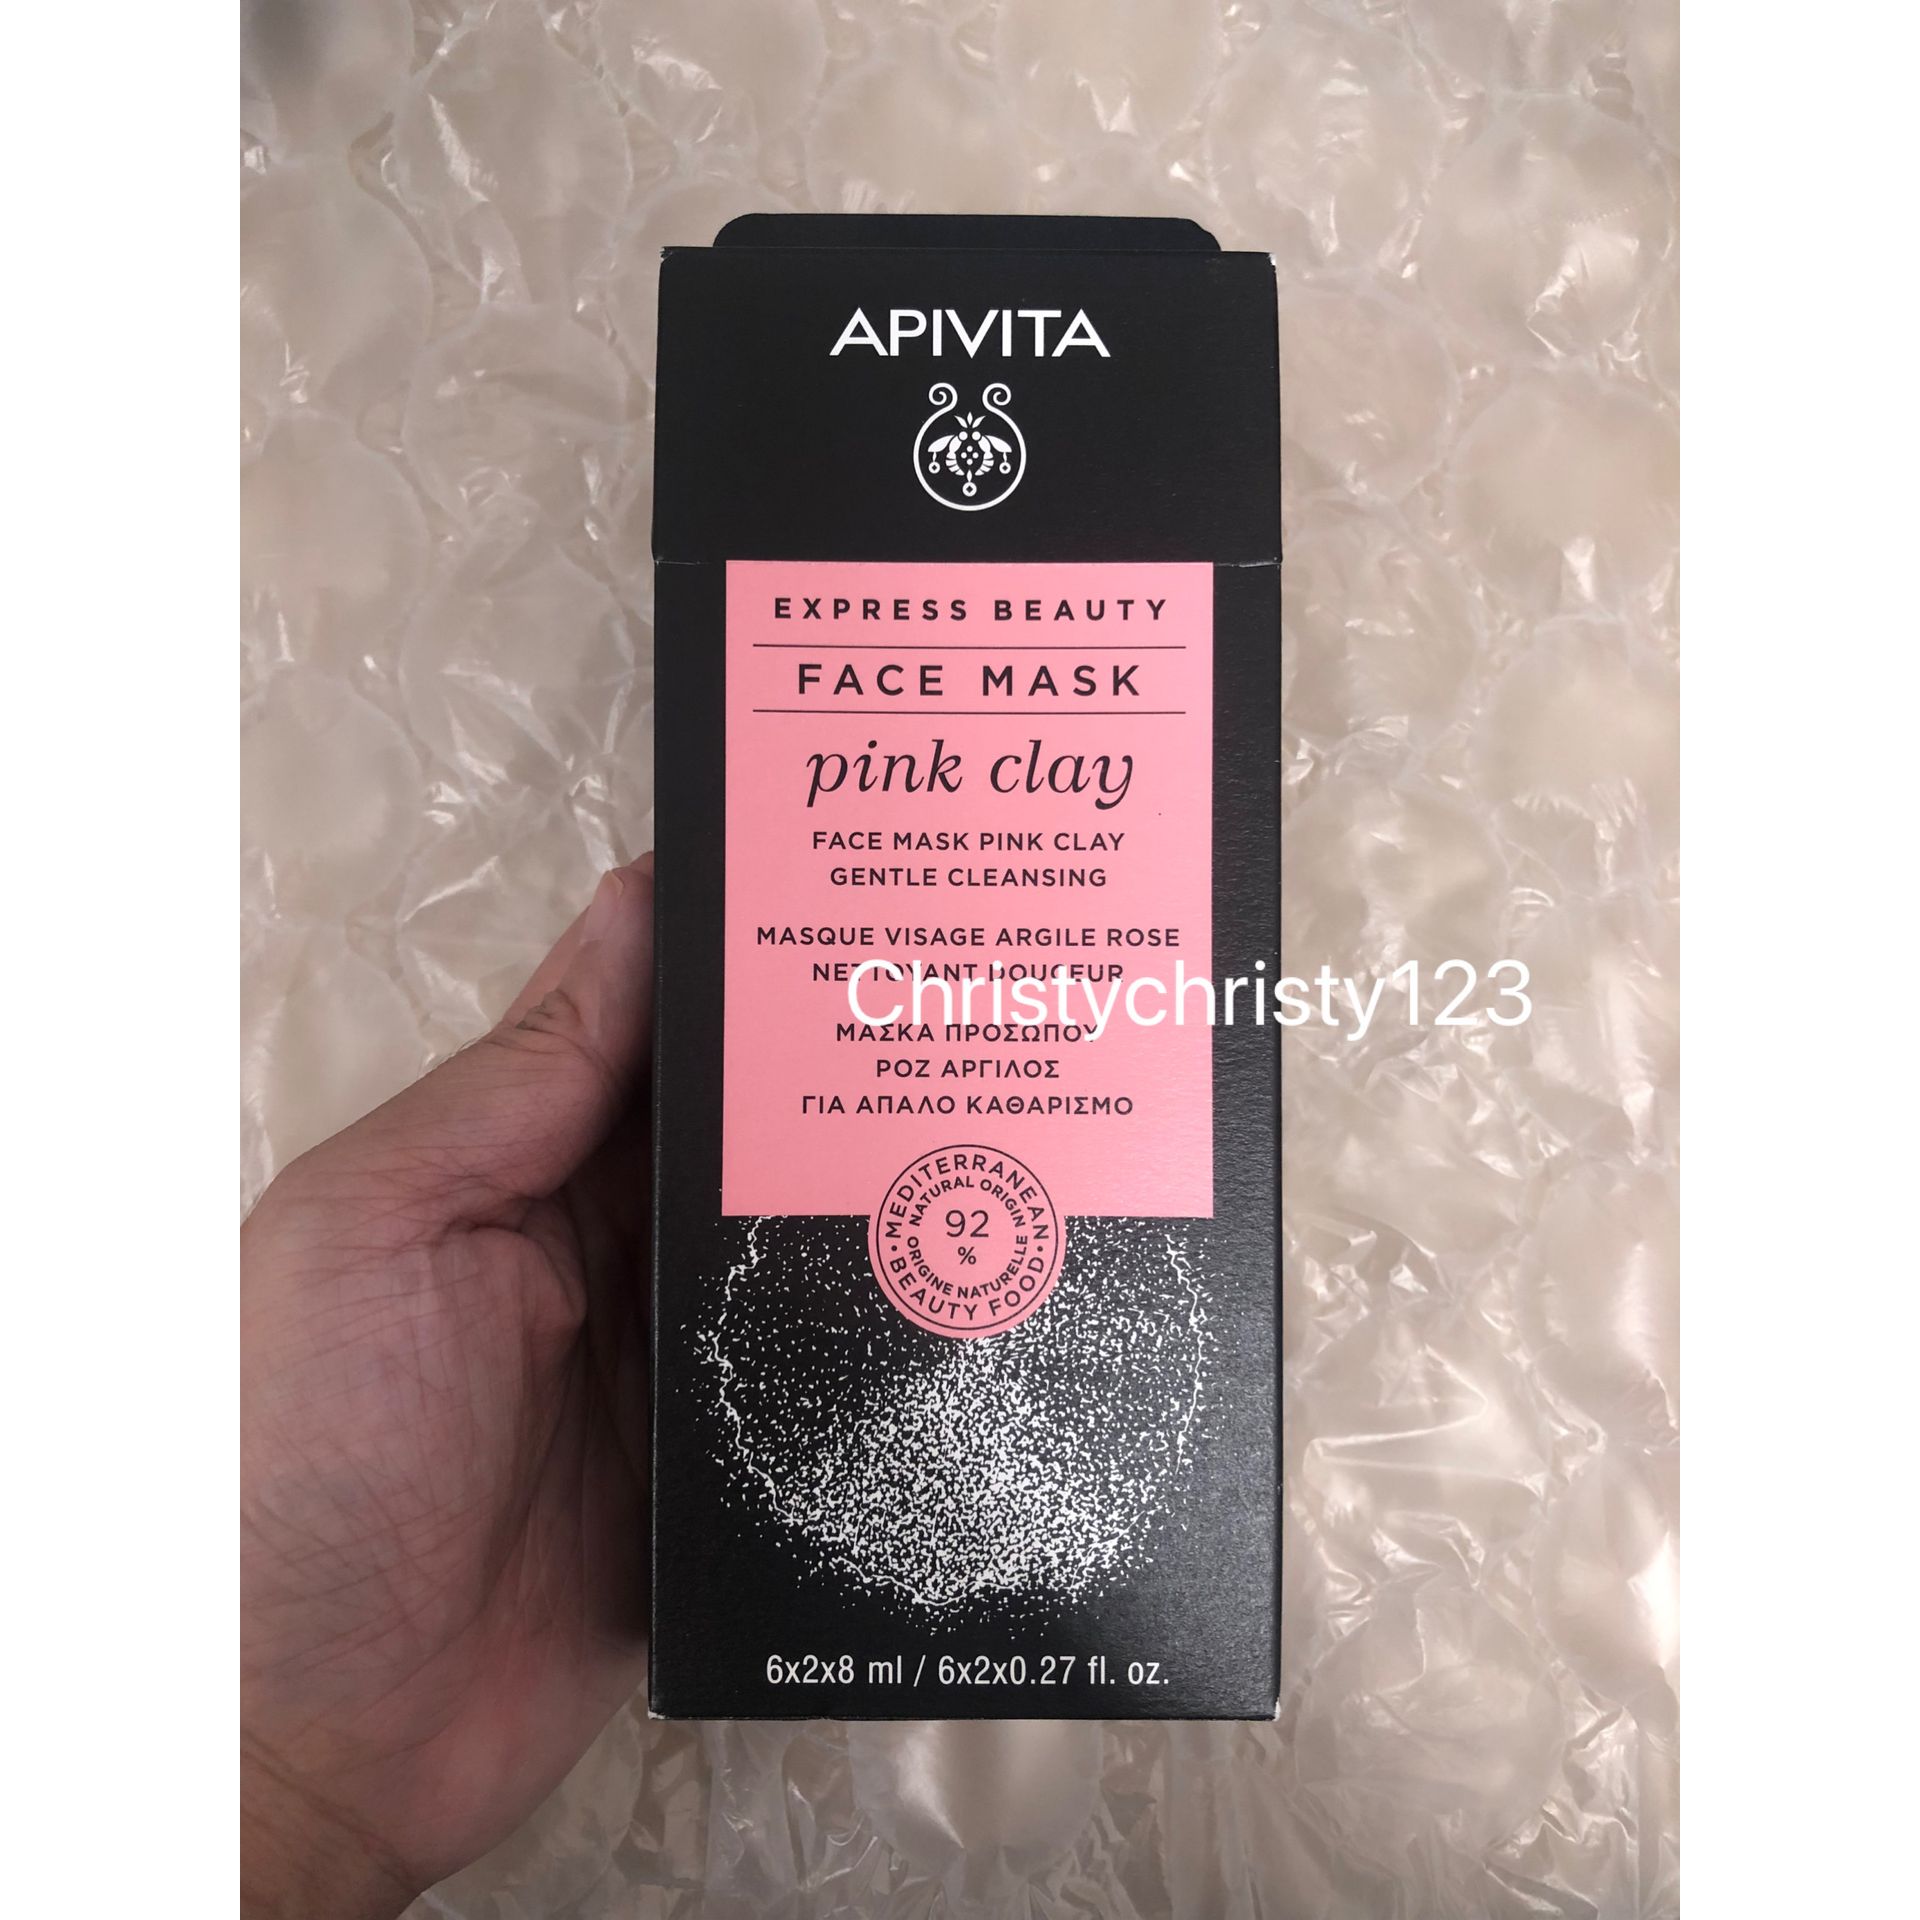 APIVITA
EXPRESS BEAUTY
FACE MASK
pink clay
FACE MASK PINK CLAY
GENTLE CLEANSING
MASQUE VISAGE ARGILE ROSE
NETTOYANT DOUCEUR
Christychristy123
ΜΑΣΚΑ ΠΡΟΣΩΠΟΥ
ΡΟΖ ΑΡΓΙΛΟΣ
ΓΙΑ ΑΠΑΛΟ ΚΑΘΑΡΙΣΜΟ
MEDITERRANEAN
NATURAL ORIGIN
92
%
ORIGINE NATURELLE
BEAUTY FOOD
6x2x8 ml / 6x2x0.27 fl. oz.